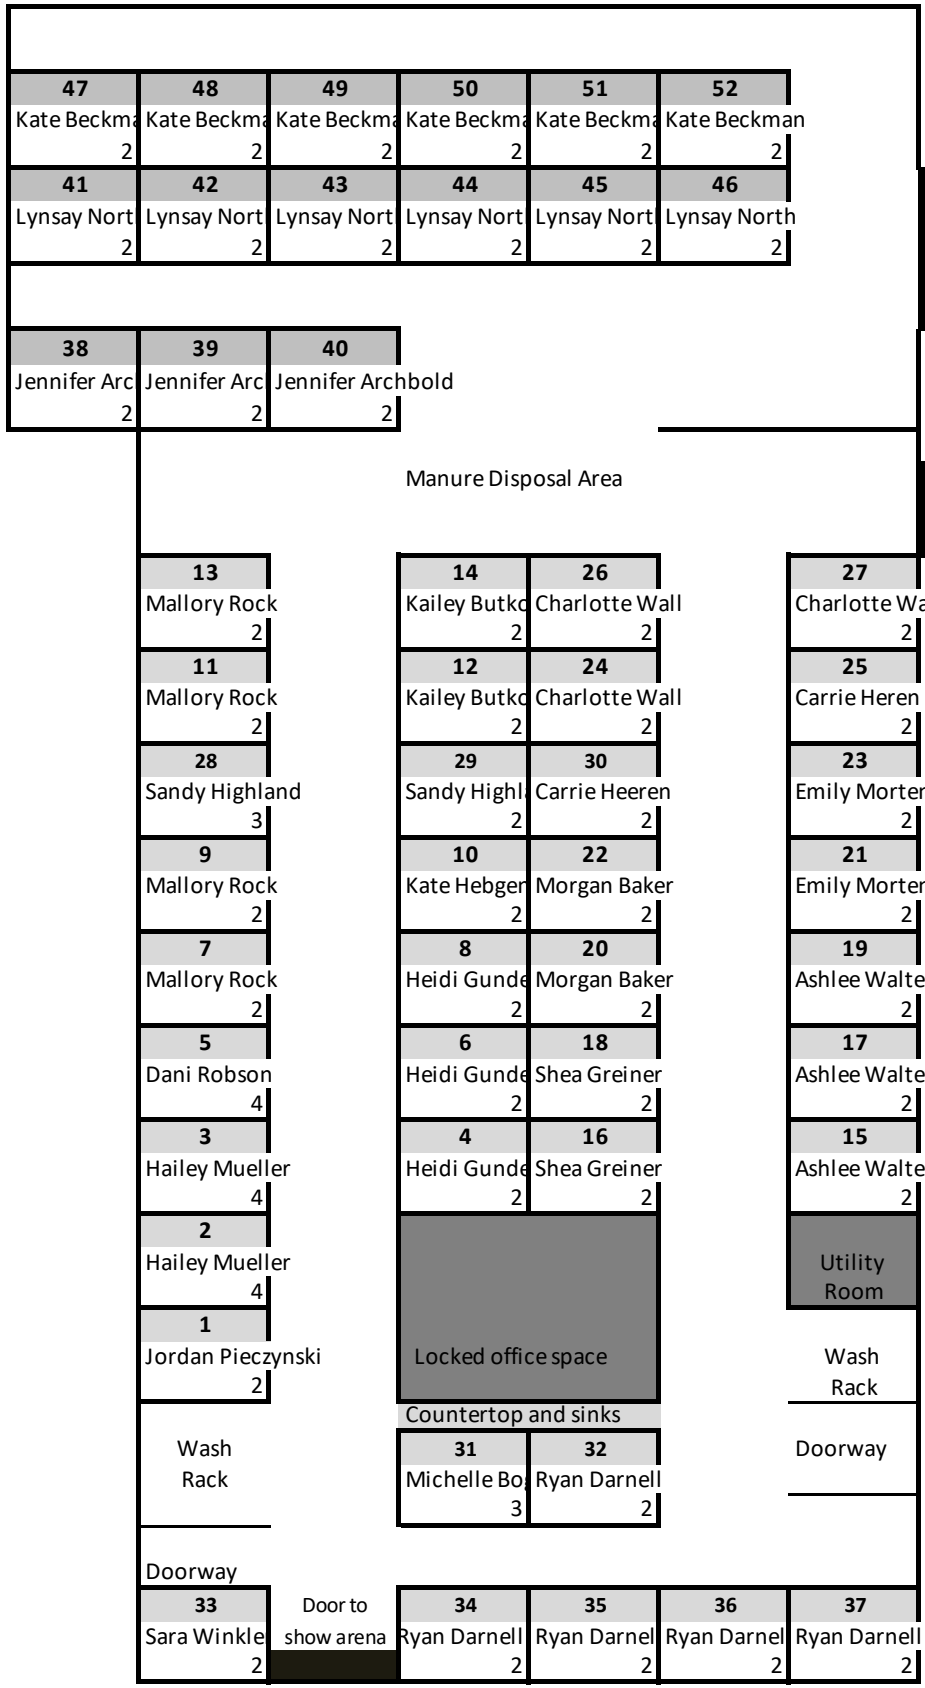 47 48 49 50 51 52
Kate Beckma Kate Beckma Kate Beckma Kate Beckma Kate Beckma Kate Beckman
2 2 2 2 2 2
41 42 43 44 45 46
Lynsay Nort Lynsay Nort Lynsay Nort Lynsay Nort Lynsay Nort Lynsay North
2 2 2 2 2 2
38 39 40
Jennifer Arc Jennifer Arc Jennifer Archbold
2 2 2
Manure Disposal Area
13 14 26 27
Mallory Rock Kailey Butko Charlotte Wall Charlotte Wa
2 2 2 2
11 12 24 25
Mallory Rock Kailey Butko Charlotte Wall Carrie Heren
2 2 2 2
28 29 30 23
Sandy Highland Sandy Highl Carrie Heeren Emily Morter
3 2 2 2
9 10 22 21
Mallory Rock Kate Hebgen Morgan Baker Emily Morter
2 2 2 2
7 8 20 19
Mallory Rock Heidi Gunde Morgan Baker Ashlee Walte
2 2 2 2
5 6 18 17
Dani Robson Heidi Gunde Shea Greiner Ashlee Walte
4 2 2 2
3 4 16 15
Hailey Mueller Heidi Gunde Shea Greiner Ashlee Walte
4 2 2 2
2
Hailey Mueller Utility
4 Room
1
Jordan Pieczynski Locked office space Wash
2 Rack
Countertop and sinks
Wash 31 32 Doorway
Rack Michelle Bog Ryan Darnell
3 2
Doorway
33 Door to 34 35 36 37
Sara Winkle show arena Ryan Darnell Ryan Darnel Ryan Darnel Ryan Darnell
2 2 2 2 2